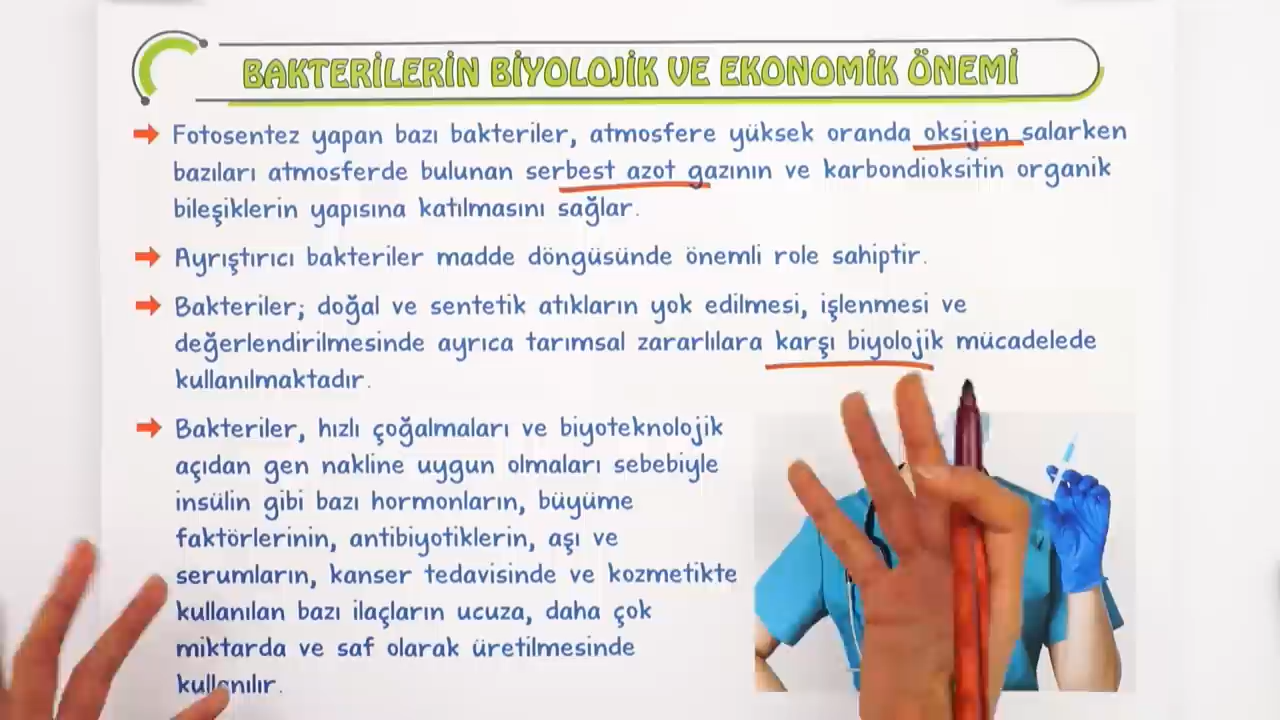 BAKTERİLERİN BİYOLOJİK VE EKONOMİK ÖNEMİ
Fotosentez yapan bazı bakteriler, atmosfere yüksek oranda oksijen salarken
bazıları atmosferde bulunan serbest azot gazının ve karbondioksitin organik
bileşiklerin yapısına katılmasını sağlar.
Ayrıştırıcı bakteriler madde döngüsünde önemli role sahiptir.
Bakteriler; doğal ve sentetik atıkların yok edilmesi, işlenmesi ve
değerlendirilmesinde ayrıca tarımsal zararlılara karşı biyolojik mücadelede
kullanılmaktadır.
Bakteriler, hızlı çoğalmaları ve biyoteknolojik
açıdan gen nakline uygun olmaları sebebiyle
insülin gibi bazı hormonların, büyüme
faktörlerinin, antibiyotiklerin, aşı ve
serumların, kanser tedavisinde ve kozmetikte
kullanılan bazı ilaçların ucuza, daha çok
miktarda ve saf olarak üretilmesinde
kullanılır.